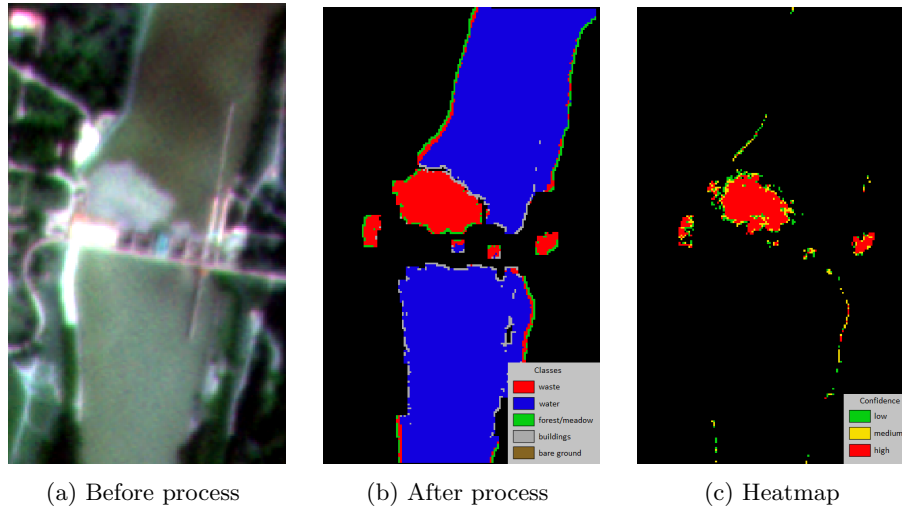 Classes
waste
water
forest/meadow
buildings
bare ground
Confidence
low
medium
high
(a) Before process
(b) After process
(c) Heatmap